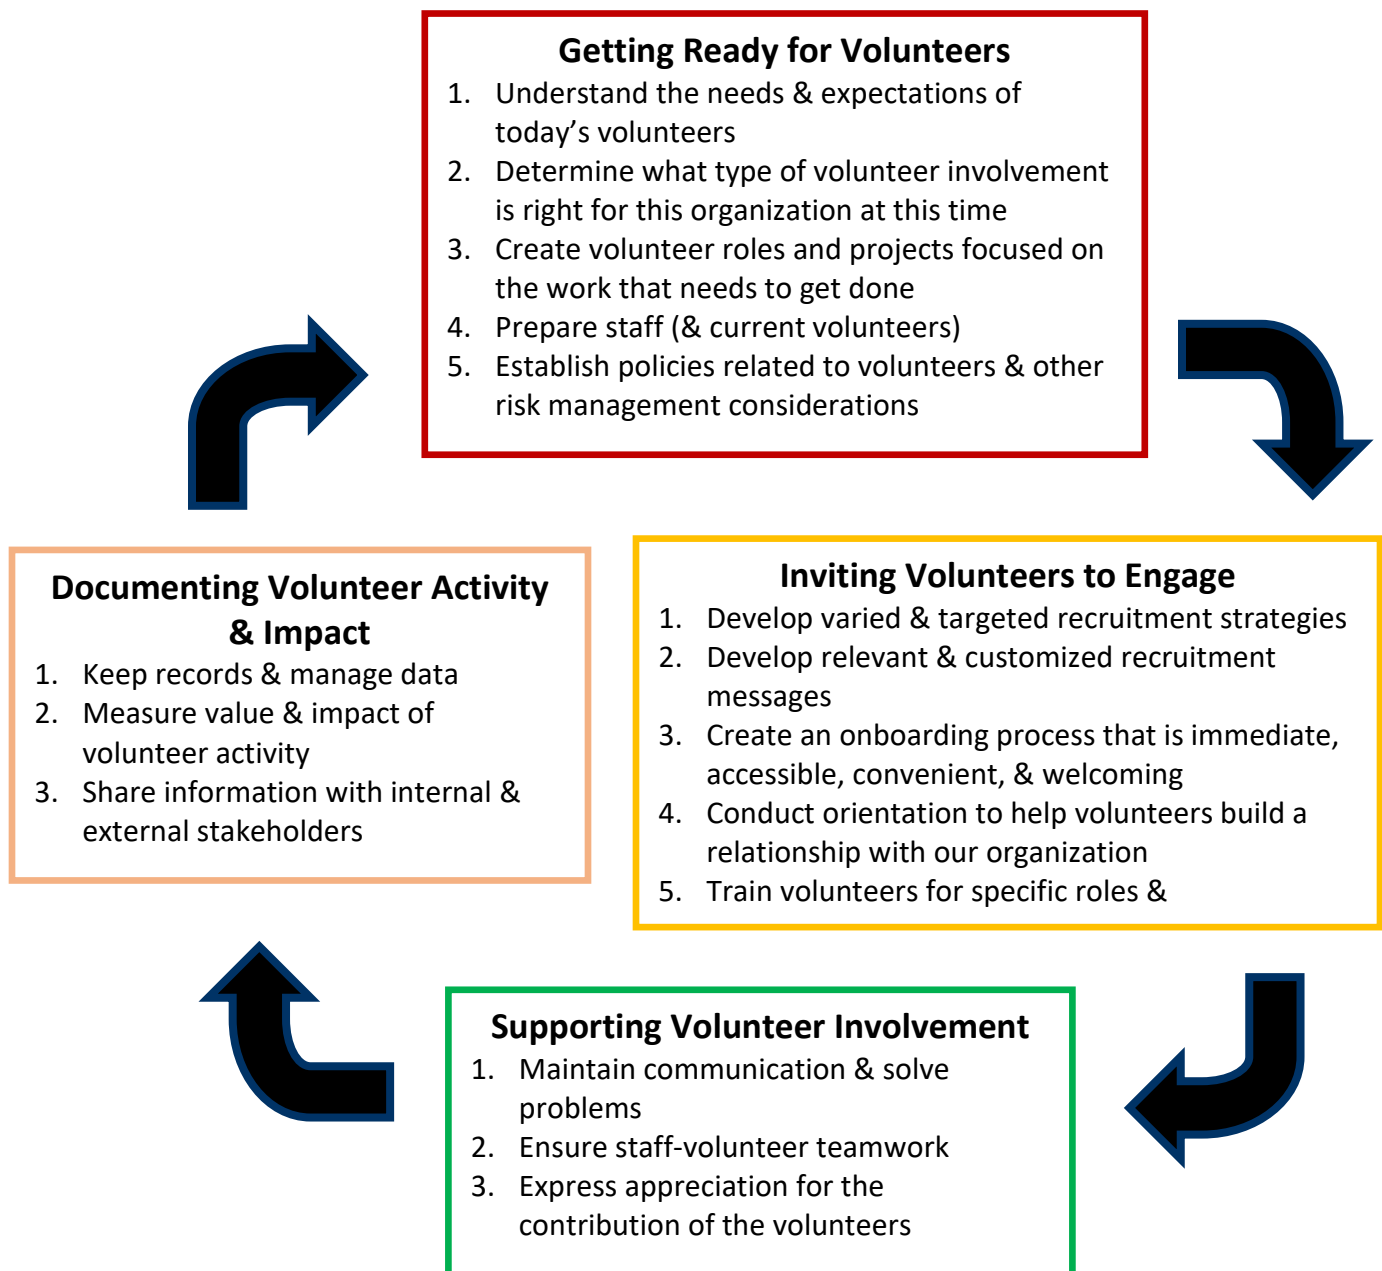 Getting Ready for Volunteers
1. Understand the needs & expectations of
today’s volunteers
2. Determine what type of volunteer involvement
is right for this organization at this time
3. Create volunteer roles and projects focused on
the work that needs to get done
4. Prepare staff (& current volunteers)
5. Establish policies related to volunteers & other
risk management considerations
Inviting Volunteers to Engage
1. Develop varied & targeted recruitment strategies
2. Develop relevant & customized recruitment
messages
3. Create an onboarding process that is immediate,
accessible, convenient, & welcoming
4. Conduct orientation to help volunteers build a
relationship with our organization
5. Train volunteers for specific roles &
Supporting Volunteer Involvement
1. Maintain communication & solve
problems
2. Ensure staff-volunteer teamwork
3. Express appreciation for the
contribution of the volunteers
Documenting Volunteer Activity
& Impact
1. Keep records & manage data
2. Measure value & impact of
volunteer activity
3. Share information with internal &
external stakeholders